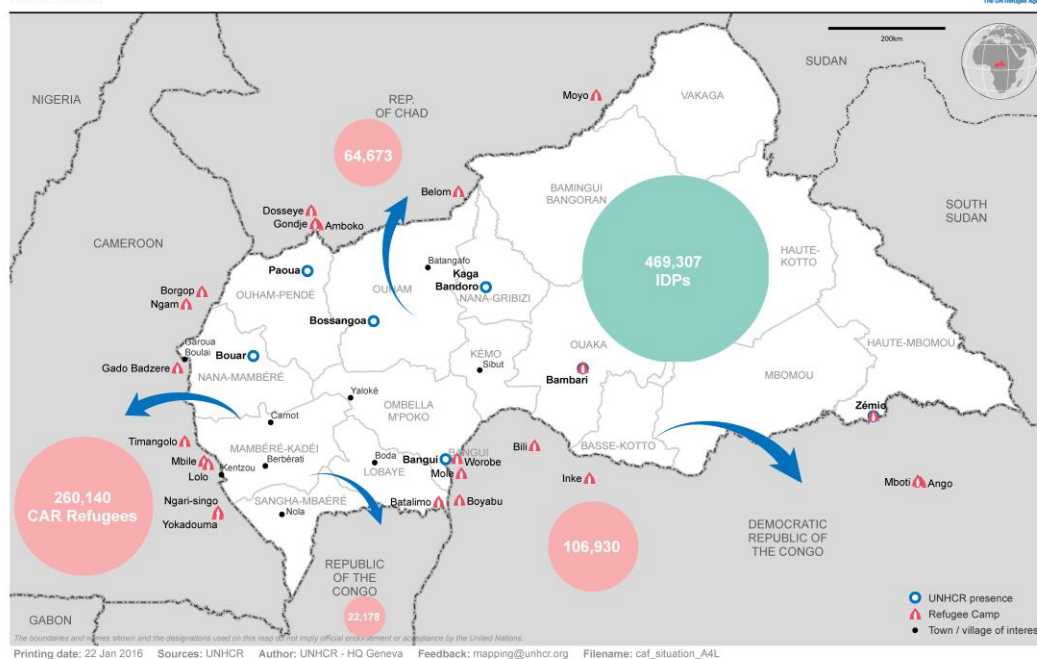 The UN Refugee Agency
200km
SUDAN
NIGERIA
REP.
OF CHAD
64,673
Moyo
VAKAGA
Belom
BAMINGUI
BANGORAN
SOUTH
SUDAN
Dosseye
Gondje
Amboko
CAMEROON
HAUTE-
KOTTO
469,307
IDPs
Batangafo
Paoua
Kaga
Bandoro
OUHAM-PENDÉ
OUHAM
NANA-GRIBIZI
Borgop
Ngam
Bossangoa
Garoua
Boulai
Bouar
KÉMO
OUAKA
HAUTE-MBOMOU
Gado Badzere
Sibut
NANA-MAMBÉRÉ
Bambari
MBOMOU
Yaloké
OMBELLA
M'POKO
Zémio
Carnot
Timangolo
MAMBÉRÉ-KADÉI
BANGUI
Bili
BASSE-KOTTO
Mbile
Lolo
Kentzou
Berbérati
Boda
LOBAYE
Bangui
Worobe
Mole
Inke
Mboti
Ango
260,140
CAR Refugees
Ngari-singo
Yokadouma
SANGHA-MBAÉRÉ
Nola
Batalimo
Boyabu
106,930
DEMOCRATIC
REPUBLIC OF
THE CONGO
REPUBLIC
OF THE
CONGO
22,178
GABON
UNHCR presence
Refugee Camp
Town / village of interest
The boundaries and names shown and the designations used on this map do not imply official endorsement or acceptance by the United Nations.
Printing date: 22 Jan 2016 Sources: UNHCR Author: UNHCR - HQ Geneva Feedback: mapping@unhcr.org Filename: caf_situation_A4L